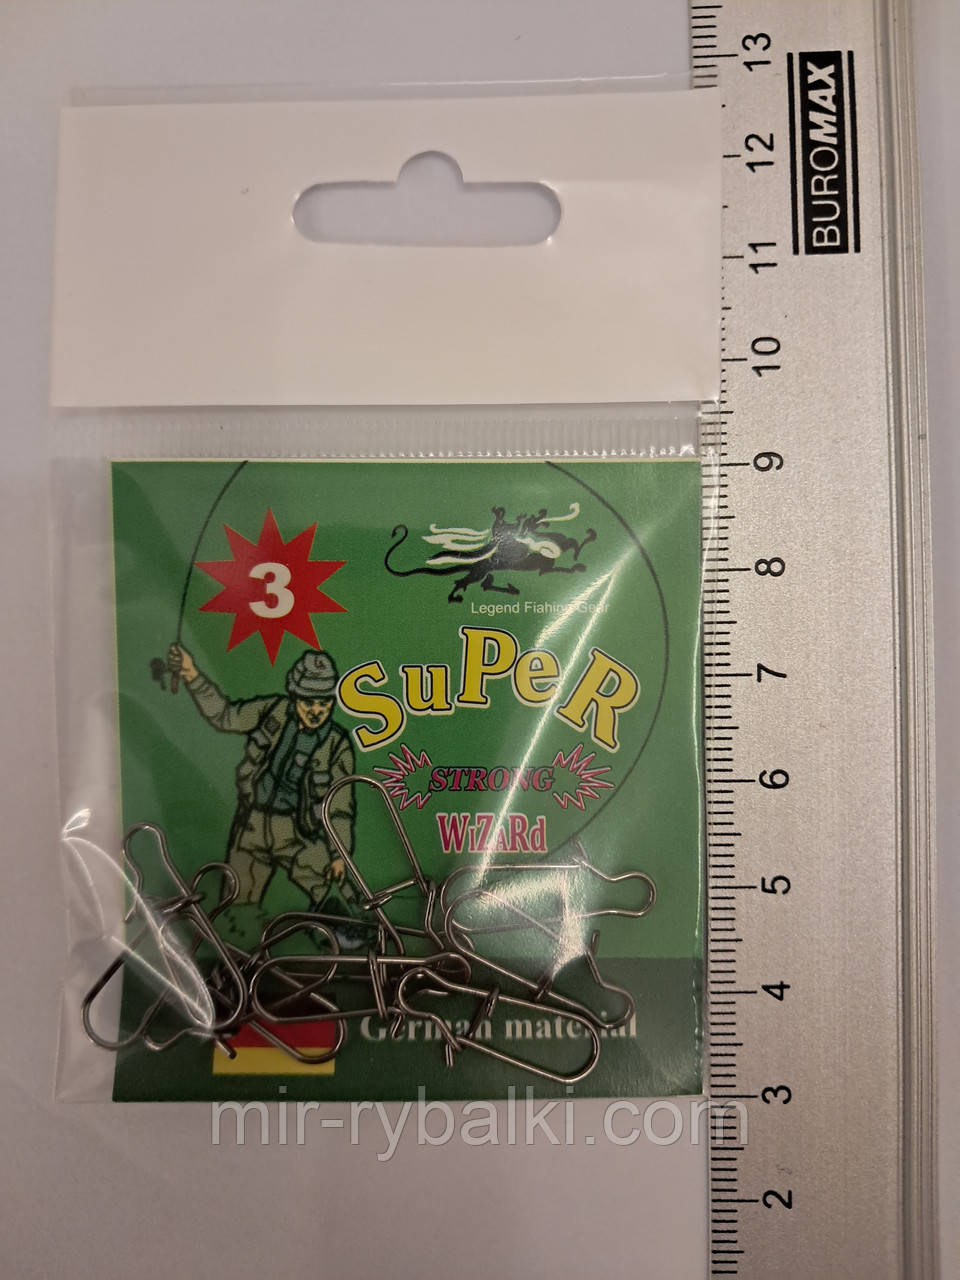 13
BUROMAX
12
11
10
9
8
7
6
5
4
3
2
3
Legend Fiahing Gear
SuPeR
STRONG
WiZARd
German material
mir-rybalki.com